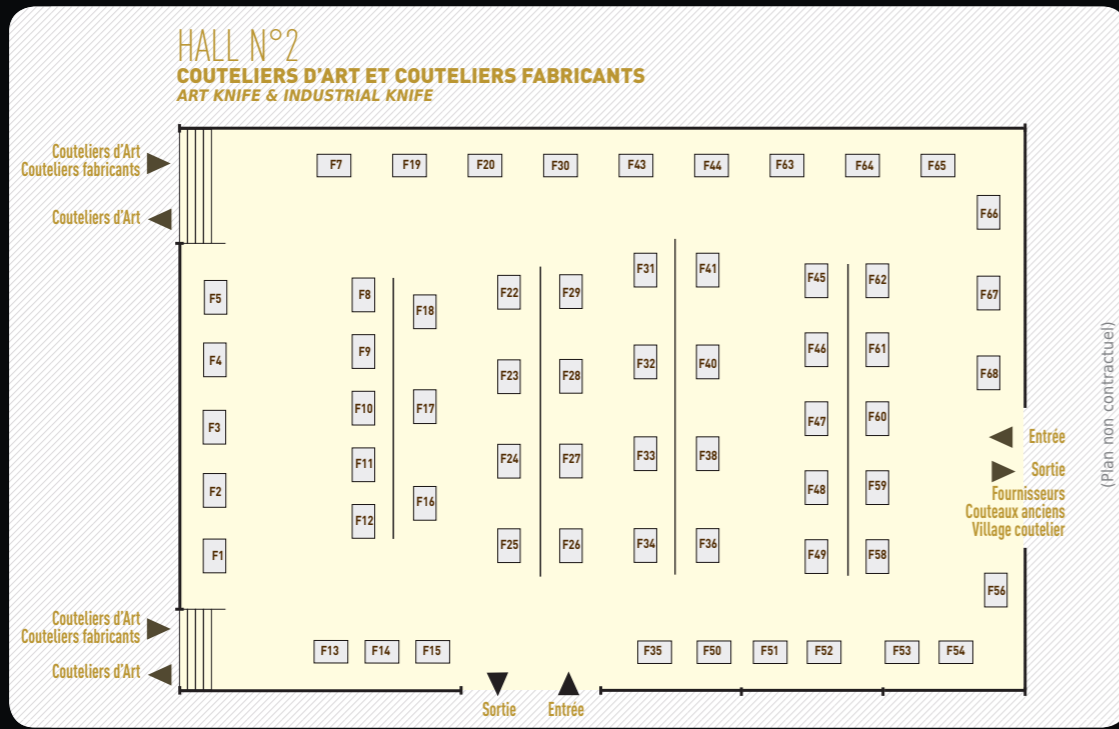 HALL N°2
COUTELIERS D'ART ET COUTELIERS FABRICANTS
ART KNIFE & INDUSTRIAL KNIFE
Couteliers d'Art
Couteliers fabricants
Couteliers d'Art
F7 F19 F20 F30 F43 F44 F63 F64 F65
F66
F31 F41
F45 F62
F5 F8 F18 F22 F29 F67
F4 F9 F23 F28 F32 F40 F46 F61 F68
F3 F10 F17 F47 F60
F11 F24 F27 F33 F38
F2 F12 F16 F48 F59
F1 F25 F26 F34 F36 F49 F58
F56
Entrée
Sortie
Fournisseurs
Couteaux anciens
Village coutelier
(Plan non contractuel)
Couteliers d'Art
Couteliers fabricants
Couteliers d'Art
F13 F14 F15 F35 F50 F51 F52 F53 F54
Sortie Entrée